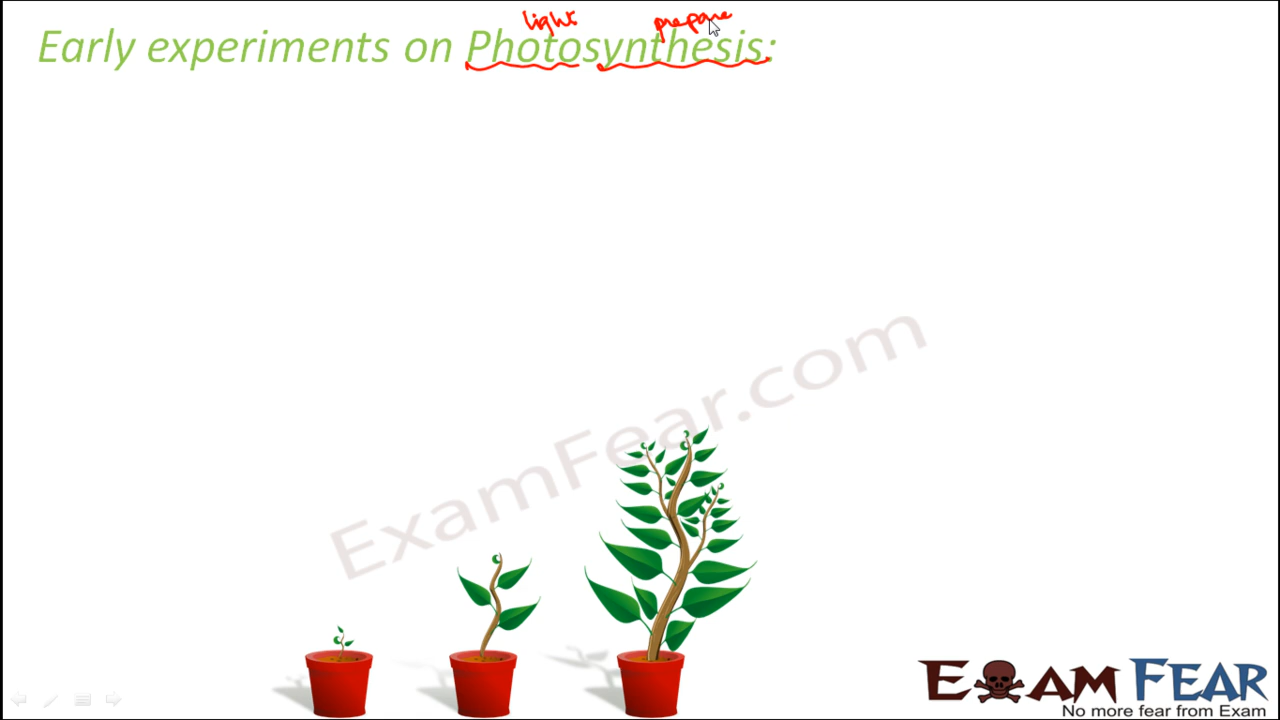 light prepare
Early experiments on Photosynthesis:
ExamFear.com
EXAM FEAR
No more fear from Exam